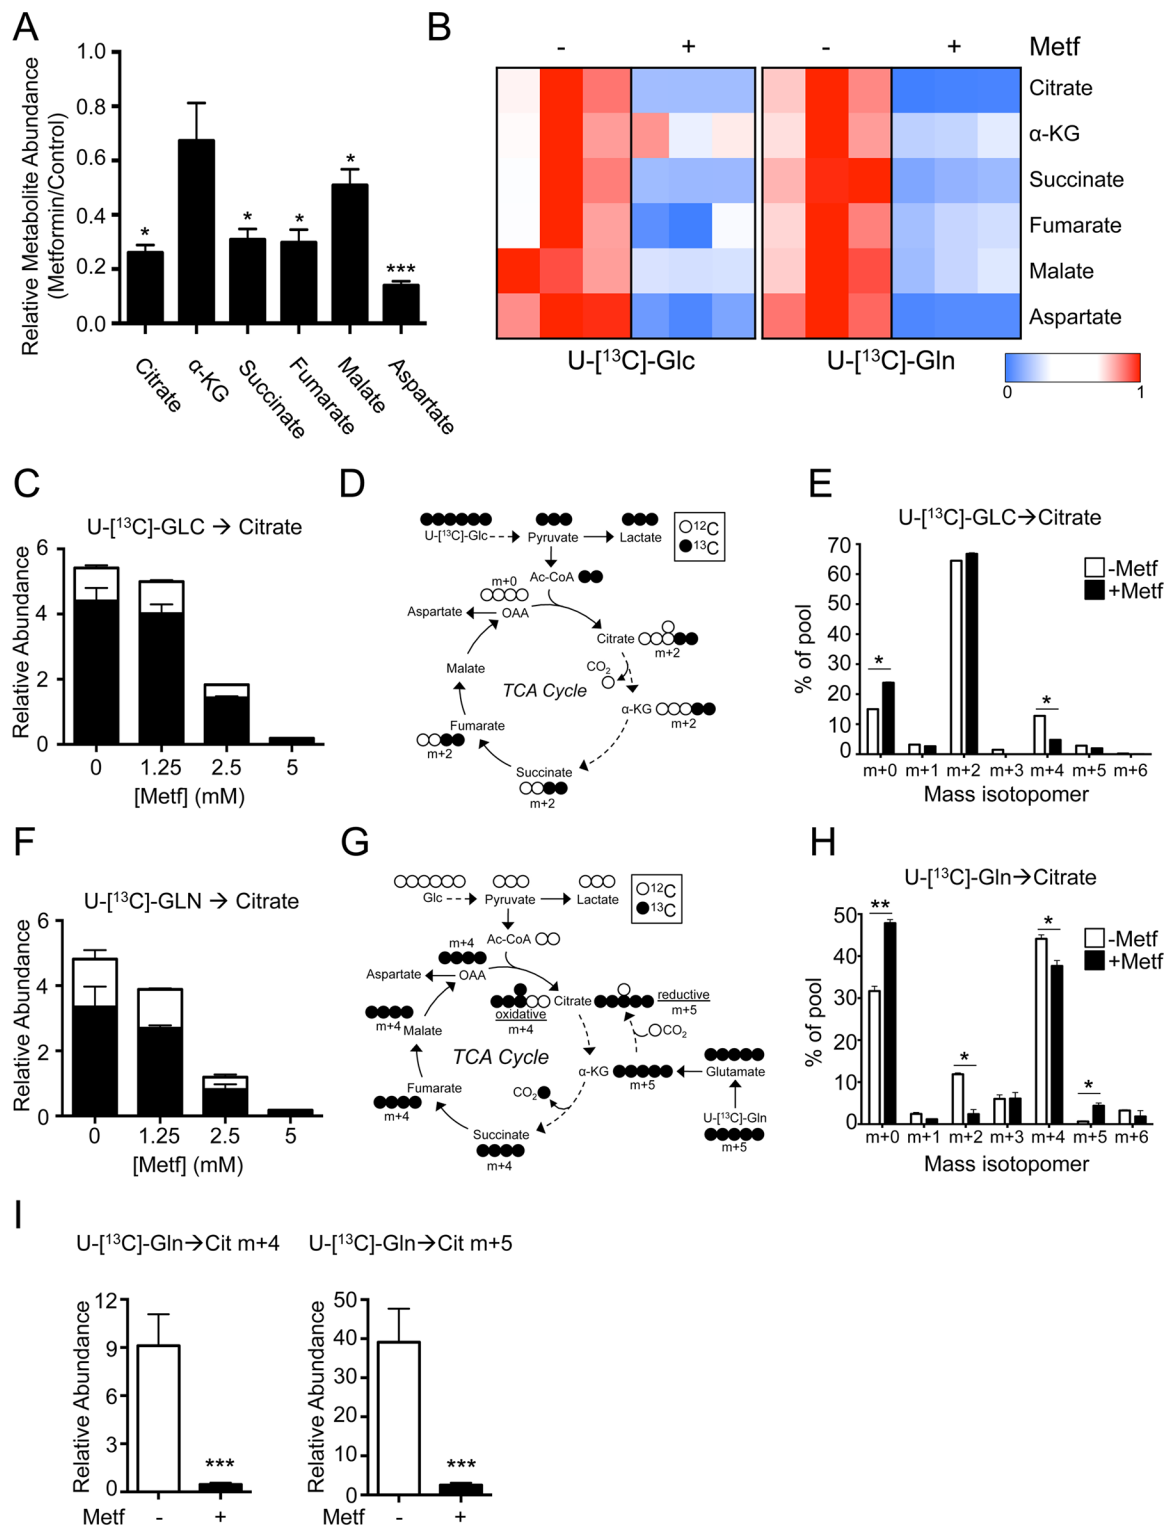 A
Relative Metabolite Abundance
(Metformin/Control)
1.0
0.8
0.6
0.4
0.2
0.0
*
*
*
*
***
Citrate
α-KG
Succinate
Fumarate
Malate
Aspartate
B
- + - + Metf
Citrate
α-KG
Succinate
Fumarate
Malate
Aspartate
U-[13C]-Glc U-[13C]-Gln
0 1
C
U-[13C]-GLC → Citrate
Relative Abundance
6
4
2
0
0 1.25 2.5 5
[Metf] (mM)
D
U-[13C]-Glc Pyruvate Lactate
12C
13C
Ac-CoA
m+0
Aspartate OAA
Citrate
m+2
CO2
Malate
TCA Cycle
α-KG
m+2
Fumarate
m+2
Succinate
m+2
E
U-[13C]-GLC→Citrate
% of pool
70
60
50
40
30
20
10
0
-Metf
+Metf
*
*
m+0 m+1 m+2 m+3 m+4 m+5 m+6
Mass isotopomer
F
U-[13C]-GLN → Citrate
Relative Abundance
6
4
2
0
0 1.25 2.5 5
[Metf] (mM)
G
Glc Pyruvate Lactate
12C
13C
Ac-CoA
m+4
Aspartate OAA
Citrate
oxidative
m+4
reductive
m+5
CO2
m+4 Malate
TCA Cycle
α-KG
m+5
Glutamate
Fumarate
m+4
CO2
U-[13C]-Gln
m+5
Succinate
m+4
H
U-[13C]-Gln→Citrate
% of pool
50
40
30
20
10
0
-Metf
+Metf
**
*
*
*
m+0 m+1 m+2 m+3 m+4 m+5 m+6
Mass isotopomer
I
U-[13C]-Gln→Cit m+4
Relative Abundance
12
9
6
3
0
***
Metf - +
U-[13C]-Gln→Cit m+5
Relative Abundance
50
40
30
20
10
0
***
Metf - +